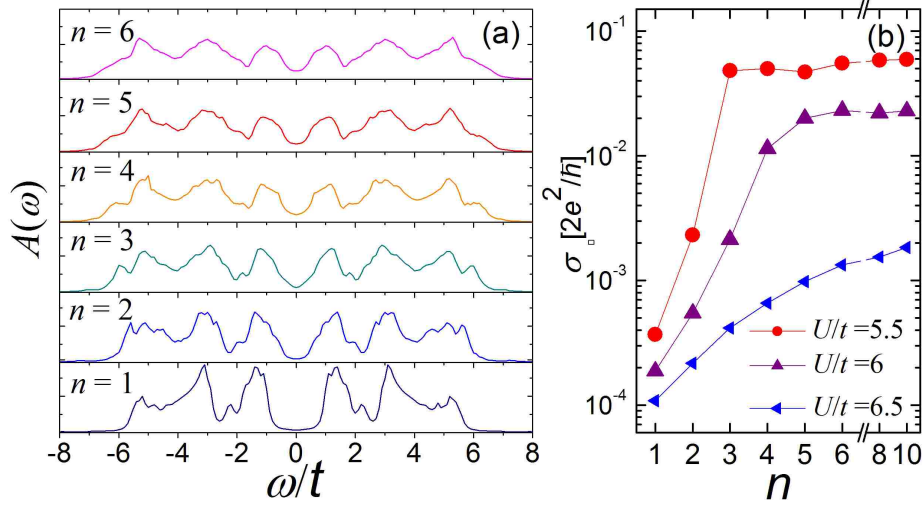 (a)
n = 6
n = 5
n = 4
n = 3
n = 2
n = 1
A(ω)
-8 -6 -4 -2 0 2 4 6 8
ω/t
(b)
10⁻¹
10⁻²
10⁻³
10⁻⁴
σ□[2e²/ħ]
U/t=5.5
U/t=6
U/t=6.5
1 2 3 4 5 6 8 10
n